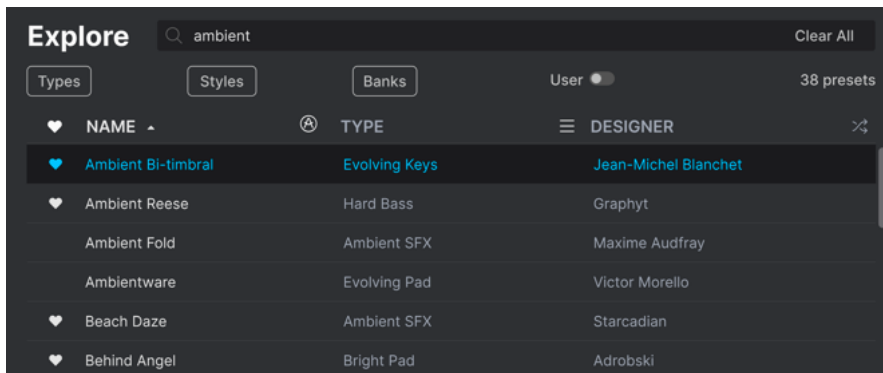 Explore ambient Clear All
Types Styles Banks User 38 presets
NAME TYPE DESIGNER
Ambient Bi-timbral Evolving Keys Jean-Michel Blanchet
Ambient Reese Hard Bass Graphyt
Ambient Fold Ambient SFX Maxime Audfray
Ambientware Evolving Pad Victor Morello
Beach Daze Ambient SFX Starcadian
Behind Angel Bright Pad Adrobski